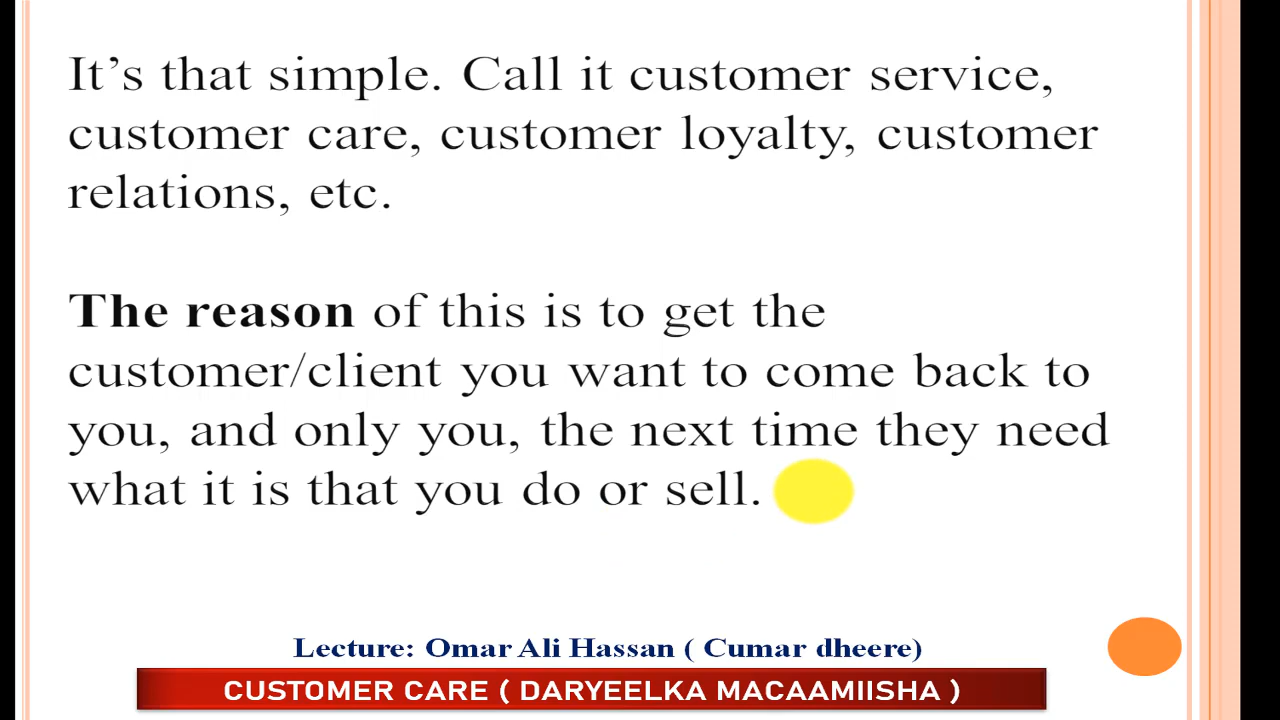 It’s that simple. Call it customer service,
customer care, customer loyalty, customer
relations, etc.
The reason of this is to get the
customer/client you want to come back to
you, and only you, the next time they need
what it is that you do or sell.
Lecture: Omar Ali Hassan ( Cumar dheere)
CUSTOMER CARE ( DARYEELKA MACAAMIISHA )